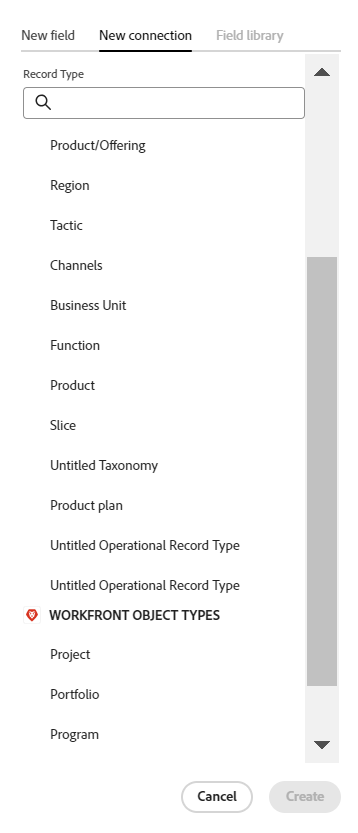 New field New connection Field library
Record Type
Product/Offering
Region
Tactic
Channels
Business Unit
Function
Product
Slice
Untitled Taxonomy
Product plan
Untitled Operational Record Type
Untitled Operational Record Type
WORKFRONT OBJECT TYPES
Project
Portfolio
Program
Cancel Create